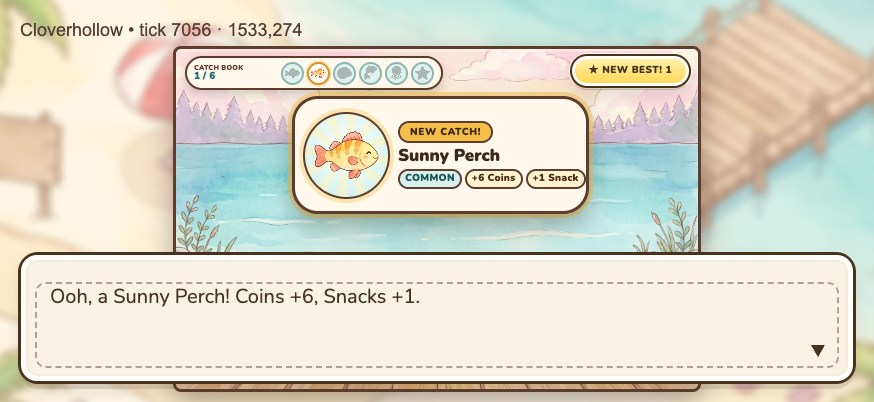 Cloverhollow • tick 7056 · 1533,274
CATCH BOOK
1 / 6
★ NEW BEST! 1
NEW CATCH!
Sunny Perch
COMMON +6 Coins +1 Snack
Ooh, a Sunny Perch! Coins +6, Snacks +1.